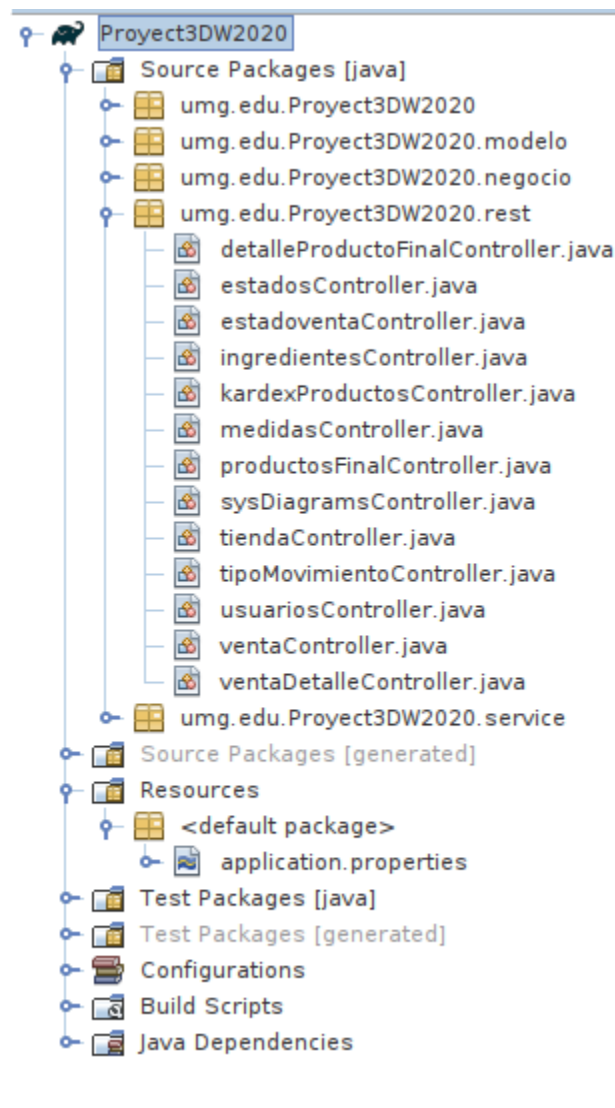 Proyect3DW2020
Source Packages [java]
umg.edu.Proyect3DW2020
umg.edu.Proyect3DW2020.modelo
umg.edu.Proyect3DW2020.negocio
umg.edu.Proyect3DW2020.rest
detalleProductoFinalController.java
estadosController.java
estadoventaController.java
ingredientesController.java
kardexProductosController.java
medidasController.java
productosFinalController.java
sysDiagramsController.java
tiendaController.java
tipoMovimientoController.java
usuariosController.java
ventaController.java
ventaDetalleController.java
umg.edu.Proyect3DW2020.service
Source Packages [generated]
Resources
<default package>
application.properties
Test Packages [java]
Test Packages [generated]
Configurations
Build Scripts
Java Dependencies